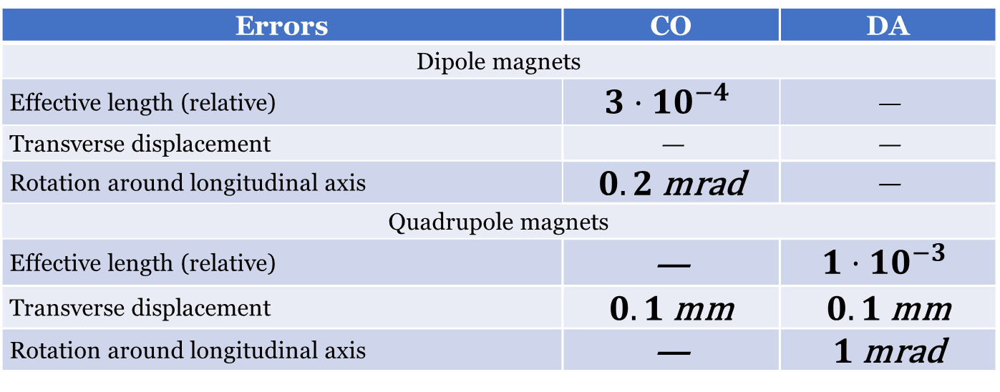 Errors CO DA
Dipole magnets
Effective length (relative) 3 · 10⁻⁴ —
Transverse displacement — —
Rotation around longitudinal axis 0.2 mrad —
Quadrupole magnets
Effective length (relative) — 1 · 10⁻³
Transverse displacement 0.1 mm 0.1 mm
Rotation around longitudinal axis — 1 mrad